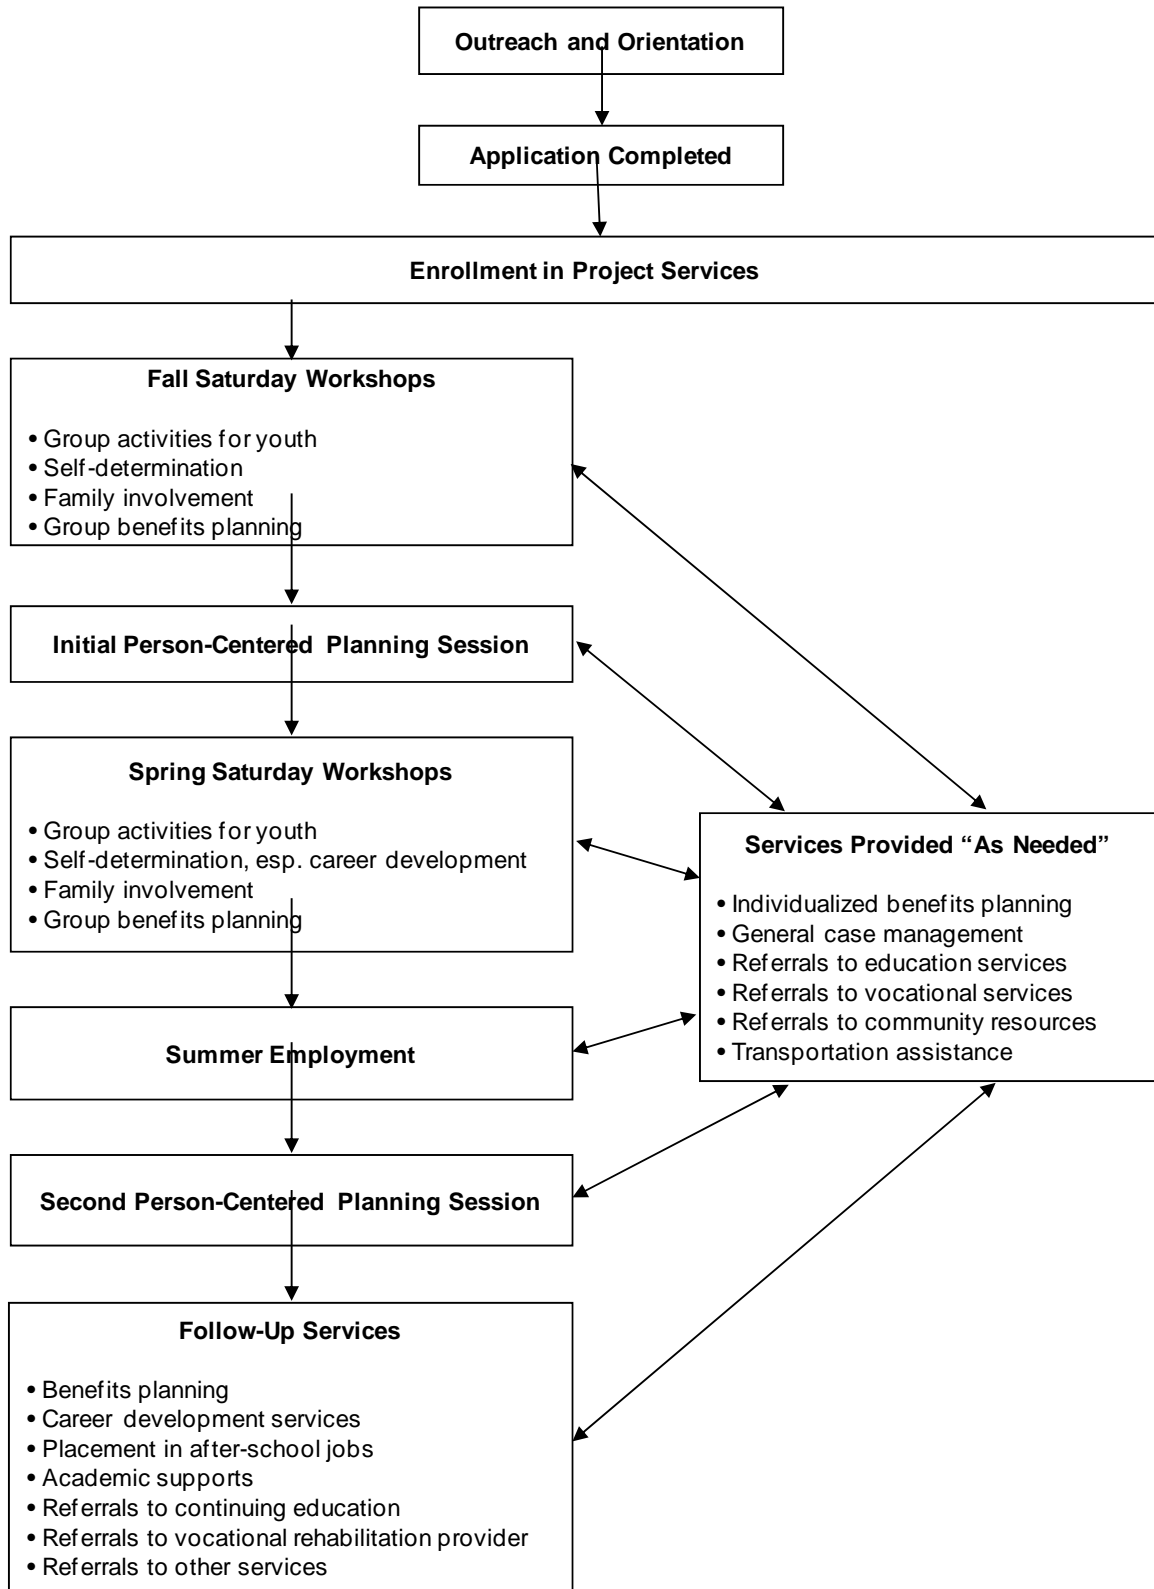 Outreach and Orientation
Application Completed
Enrollment in Project Services
Fall Saturday Workshops
• Group activities for youth
• Self-determination
• Family involvement
• Group benefits planning
Initial Person-Centered Planning Session
Spring Saturday Workshops
• Group activities for youth
• Self-determination, esp. career development
• Family involvement
• Group benefits planning
Services Provided “As Needed”
• Individualized benefits planning
• General case management
• Referrals to education services
• Referrals to vocational services
• Referrals to community resources
• Transportation assistance
Summer Employment
Second Person-Centered Planning Session
Follow-Up Services
• Benefits planning
• Career development services
• Placement in after-school jobs
• Academic supports
• Referrals to continuing education
• Referrals to vocational rehabilitation provider
• Referrals to other services